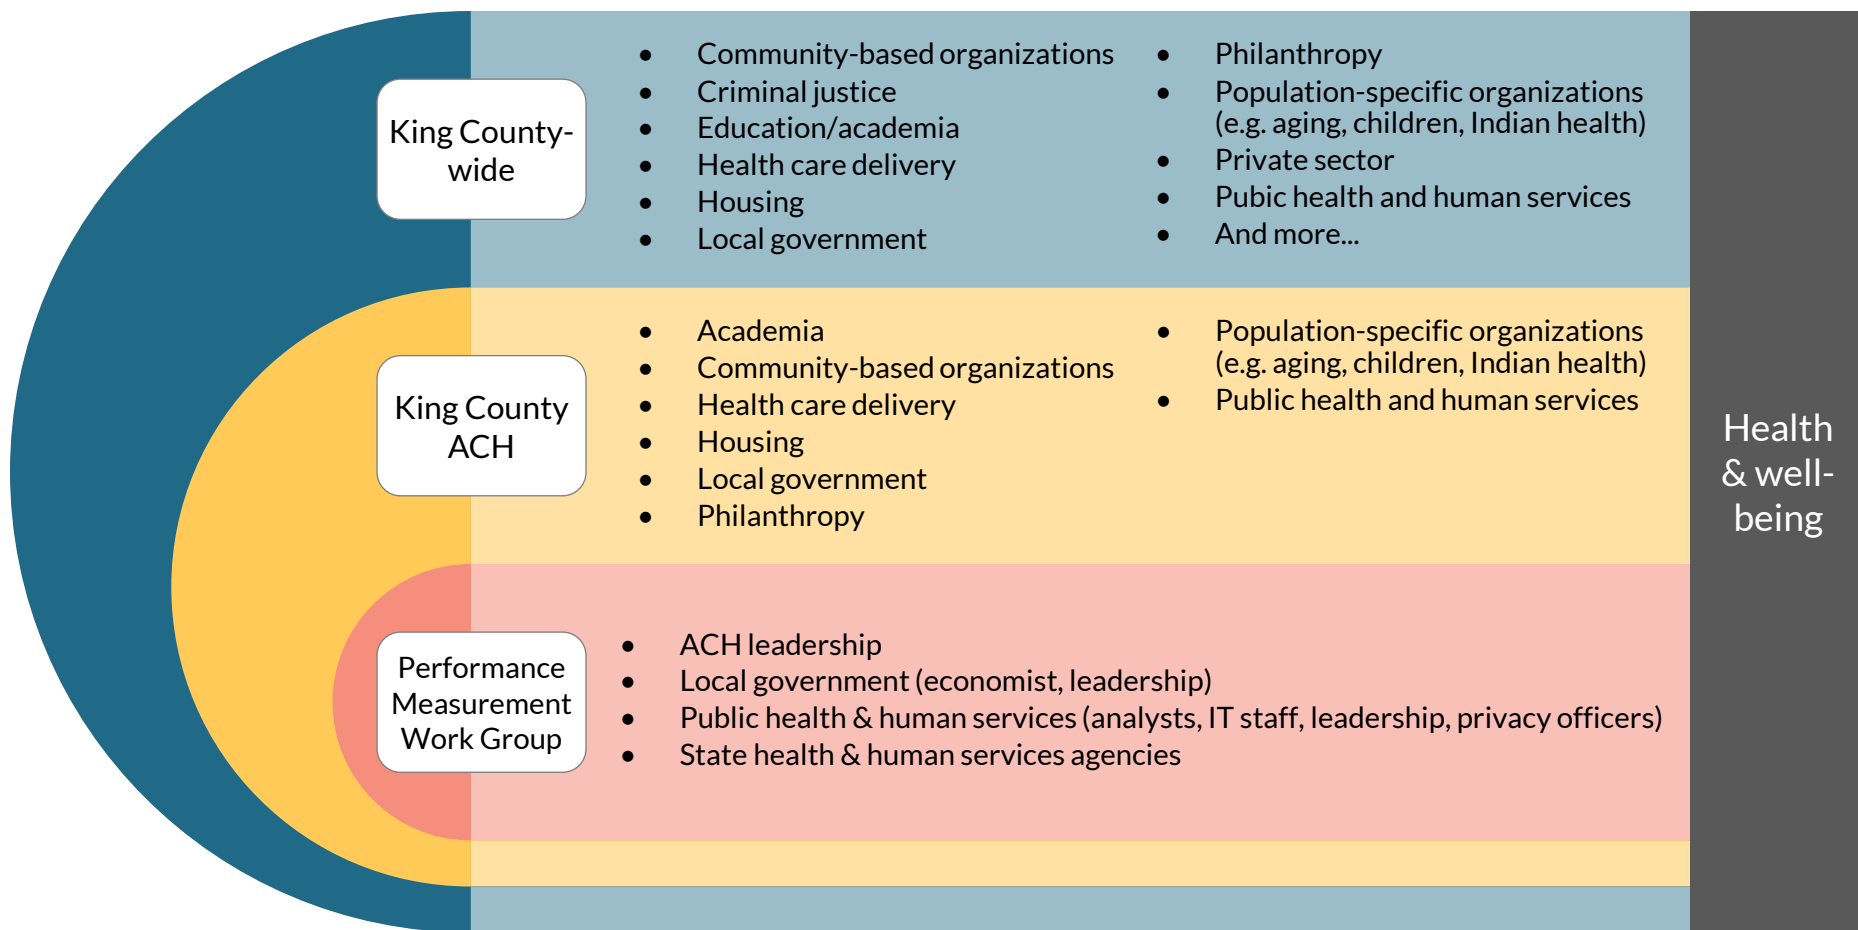 King County-
wide
• Community-based organizations
• Criminal justice
• Education/academia
• Health care delivery
• Housing
• Local government
• Philanthropy
• Population-specific organizations
(e.g. aging, children, Indian health)
• Private sector
• Pubic health and human services
• And more...
King County
ACH
• Academia
• Community-based organizations
• Health care delivery
• Housing
• Local government
• Philanthropy
• Population-specific organizations
(e.g. aging, children, Indian health)
• Public health and human services
Performance
Measurement
Work Group
• ACH leadership
• Local government (economist, leadership)
• Public health & human services (analysts, IT staff, leadership, privacy officers)
• State health & human services agencies
Health
& well-
being